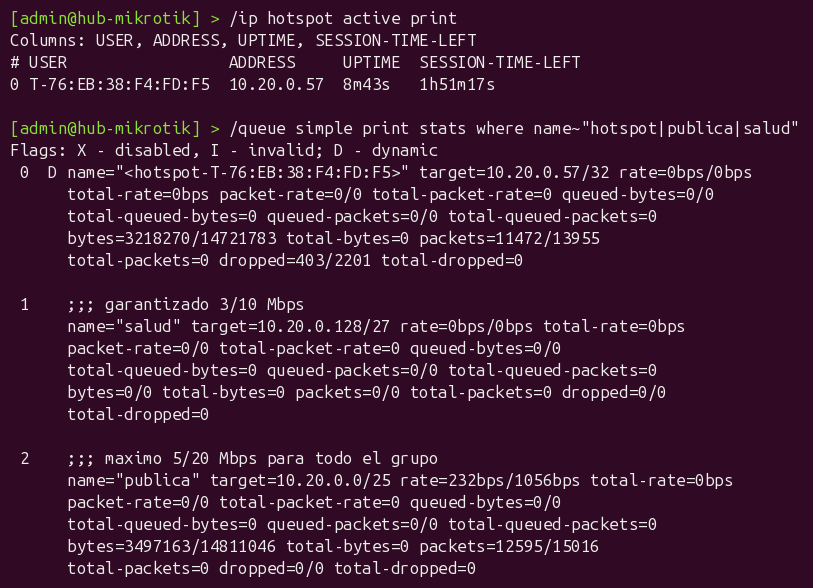 [admin@hub-mikrotik] > /ip hotspot active print
Columns: USER, ADDRESS, UPTIME, SESSION-TIME-LEFT
# USER                 ADDRESS     UPTIME  SESSION-TIME-LEFT
0 T-76:EB:38:F4:FD:F5  10.20.0.57  8m43s   1h51m17s

[admin@hub-mikrotik] > /queue simple print stats where name~"hotspot|publica|salud"
Flags: X - disabled, I - invalid; D - dynamic
 0  D name="<hotspot-T-76:EB:38:F4:FD:F5>" target=10.20.0.57/32 rate=0bps/0bps
      total-rate=0bps packet-rate=0/0 total-packet-rate=0 queued-bytes=0/0
      total-queued-bytes=0 queued-packets=0/0 total-queued-packets=0
      bytes=3218270/14721783 total-bytes=0 packets=11472/13955
      total-packets=0 dropped=403/2201 total-dropped=0

 1    ;;; garantizado 3/10 Mbps
      name="salud" target=10.20.0.128/27 rate=0bps/0bps total-rate=0bps
      packet-rate=0/0 total-packet-rate=0 queued-bytes=0/0
      total-queued-bytes=0 queued-packets=0/0 total-queued-packets=0
      bytes=0/0 total-bytes=0 packets=0/0 total-packets=0 dropped=0/0
      total-dropped=0

 2    ;;; maximo 5/20 Mbps para todo el grupo
      name="publica" target=10.20.0.0/25 rate=232bps/1056bps total-rate=0bps
      packet-rate=0/0 total-packet-rate=0 queued-bytes=0/0
      total-queued-bytes=0 queued-packets=0/0 total-queued-packets=0
      bytes=3497163/14811046 total-bytes=0 packets=12595/15016
      total-packets=0 dropped=0/0 total-dropped=0